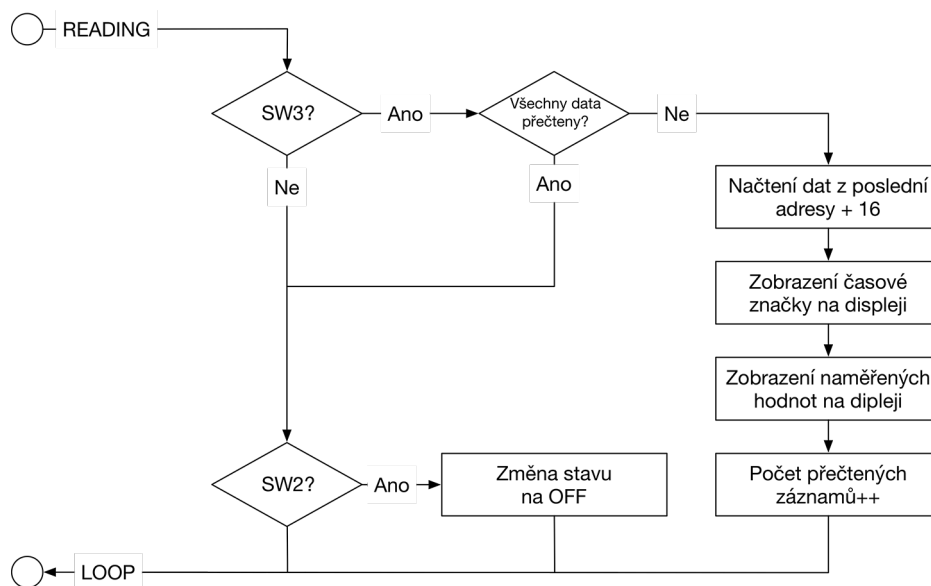 READING
SW3?
Ano
Všechny data
přečteny?
Ne
Ne
Ano
Načtení dat z poslední
adresy + 16
Zobrazení časové
značky na displeji
Zobrazení naměřených
hodnot na dipleji
SW2?
Ano
Změna stavu
na OFF
Počet přečtených
záznamů++
LOOP